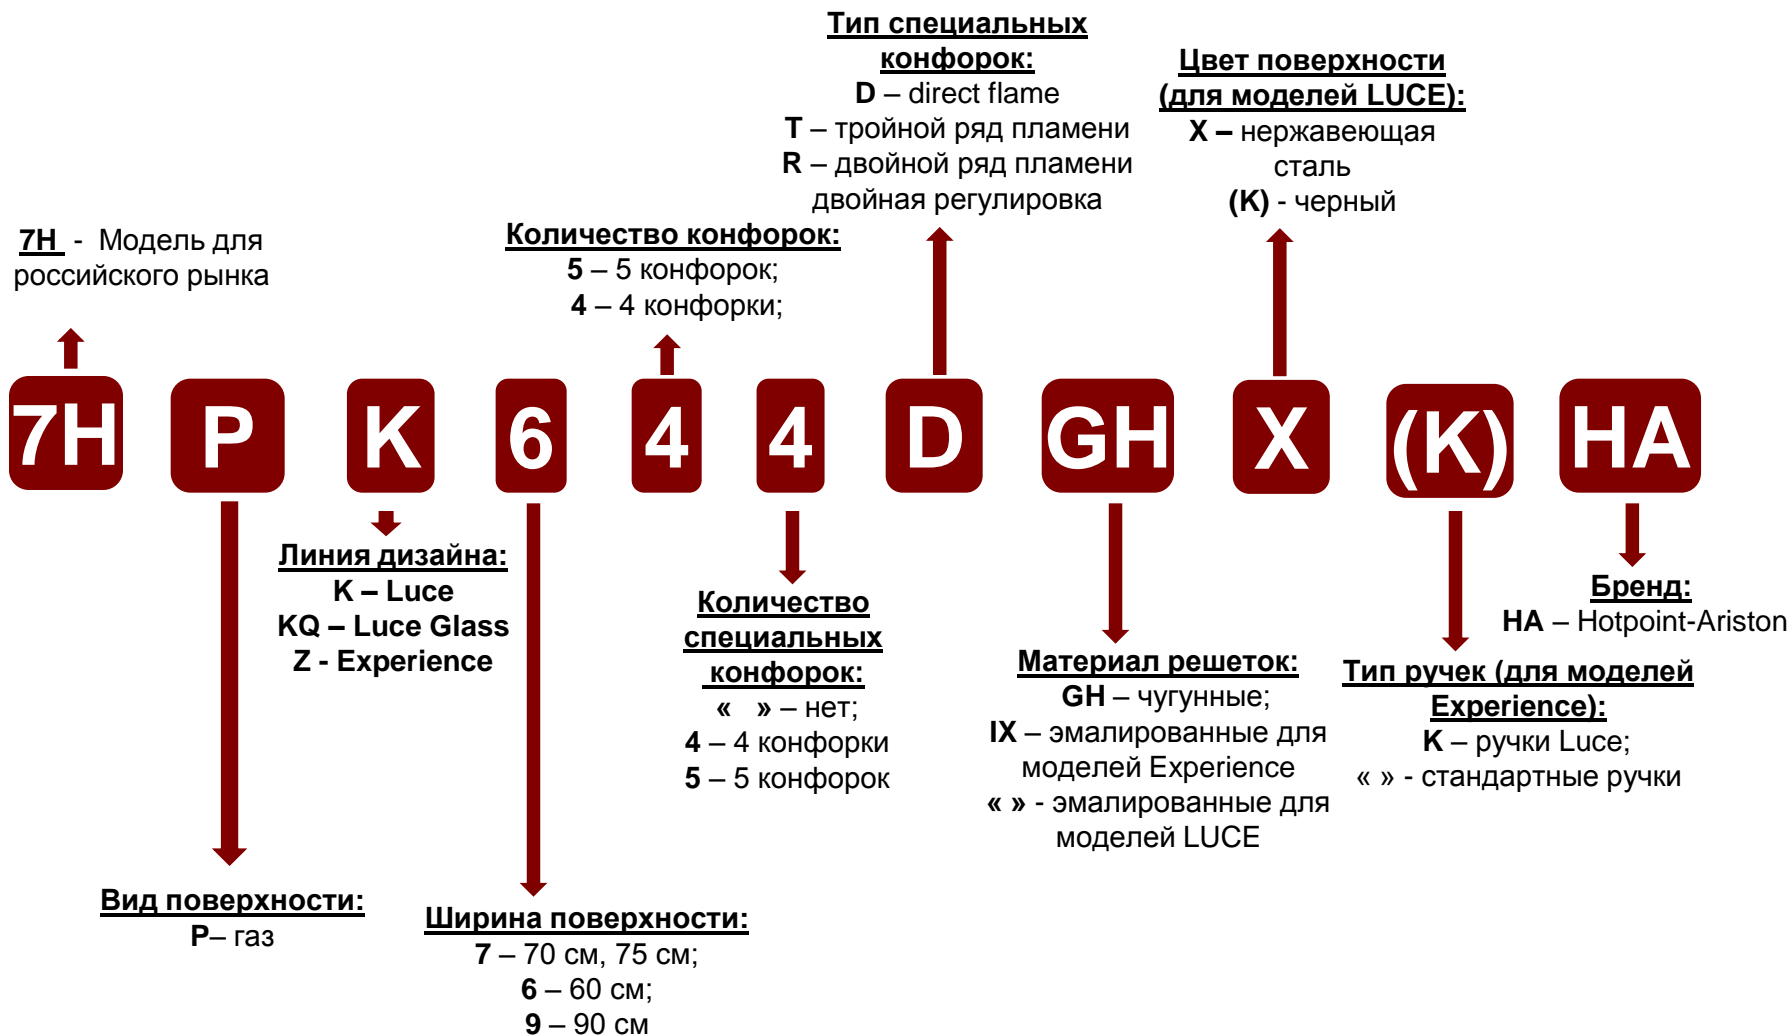 Тип специальных
конфорок:
D – direct flame
T – тройной ряд пламени
R – двойной ряд пламени
двойная регулировка
Цвет поверхности
(для моделей LUCE):
X – нержавеющая
сталь
(K) - черный
7H - Модель для
российского рынка
Количество конфорок:
5 – 5 конфорок;
4 – 4 конфорки;
7H P K 6 4 4 D GH X (K) HA
Линия дизайна:
K – Luce
KQ – Luce Glass
Z - Experience
Количество
специальных
конфорок:
« » – нет;
4 – 4 конфорки
5 – 5 конфорок
Материал решеток:
GH – чугунные;
IX – эмалированные для
моделей Experience
« » - эмалированные для
моделей LUCE
Бренд:
HA – Hotpoint-Ariston
Тип ручек (для моделей
Experience):
K – ручки Luce;
« » - стандартные ручки
Вид поверхности:
P– газ
Ширина поверхности:
7 – 70 см, 75 см;
6 – 60 см;
9 – 90 см